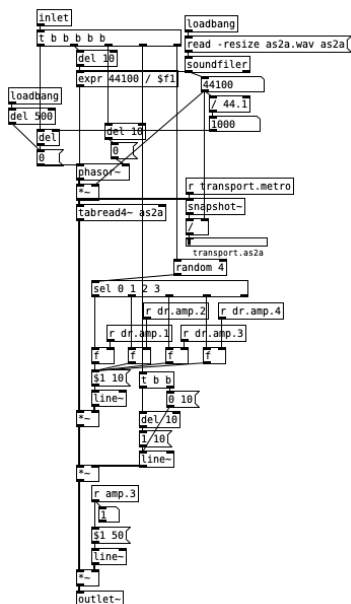 inlet
loadbang
t b b b b b
read -resize as2a.wav as2a
del 10
soundfiler
expr 44100 / $f1
44100
loadbang
/ 44.1
del 500
1000
del
del 10
0
0
phasor~
*~
r transport.metro
tabread4~ as2a
snapshot~
/
transport.as2a
random 4
sel 0 1 2 3
r dr.amp.2
r dr.amp.4
r dr.amp.1
r dr.amp.3
f
f
f
f
$1 10
t b b
line~
0 10
*~
del 10
1 10
line~
*~
r amp.3
1
$1 50
line~
*~
outlet~